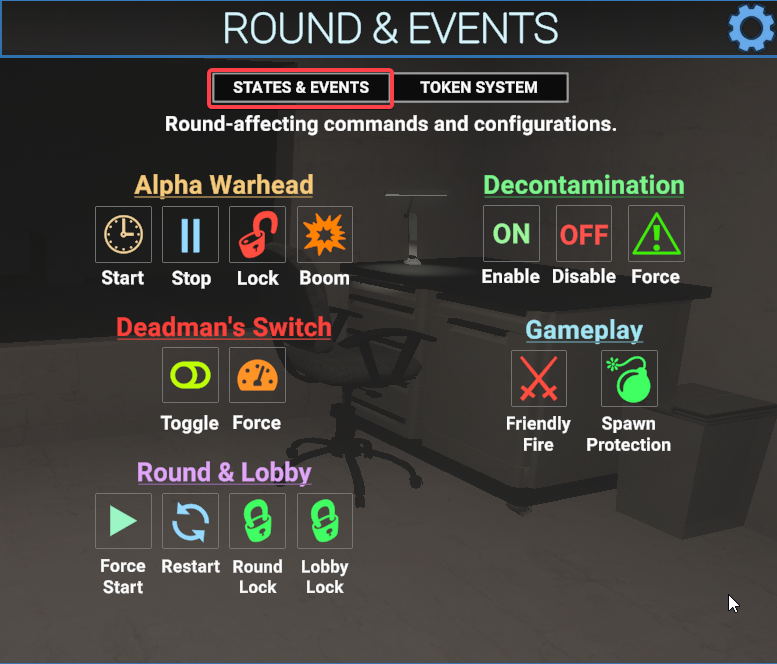 ROUND & EVENTS
STATES & EVENTS
TOKEN SYSTEM
Round-affecting commands and configurations.
Alpha Warhead
Start
Stop
Lock
Boom
Decontamination
ON
OFF
Enable
Disable
Force
Deadman's Switch
Toggle
Force
Gameplay
Friendly
Fire
Spawn
Protection
Round & Lobby
Force
Start
Restart
Round
Lock
Lobby
Lock